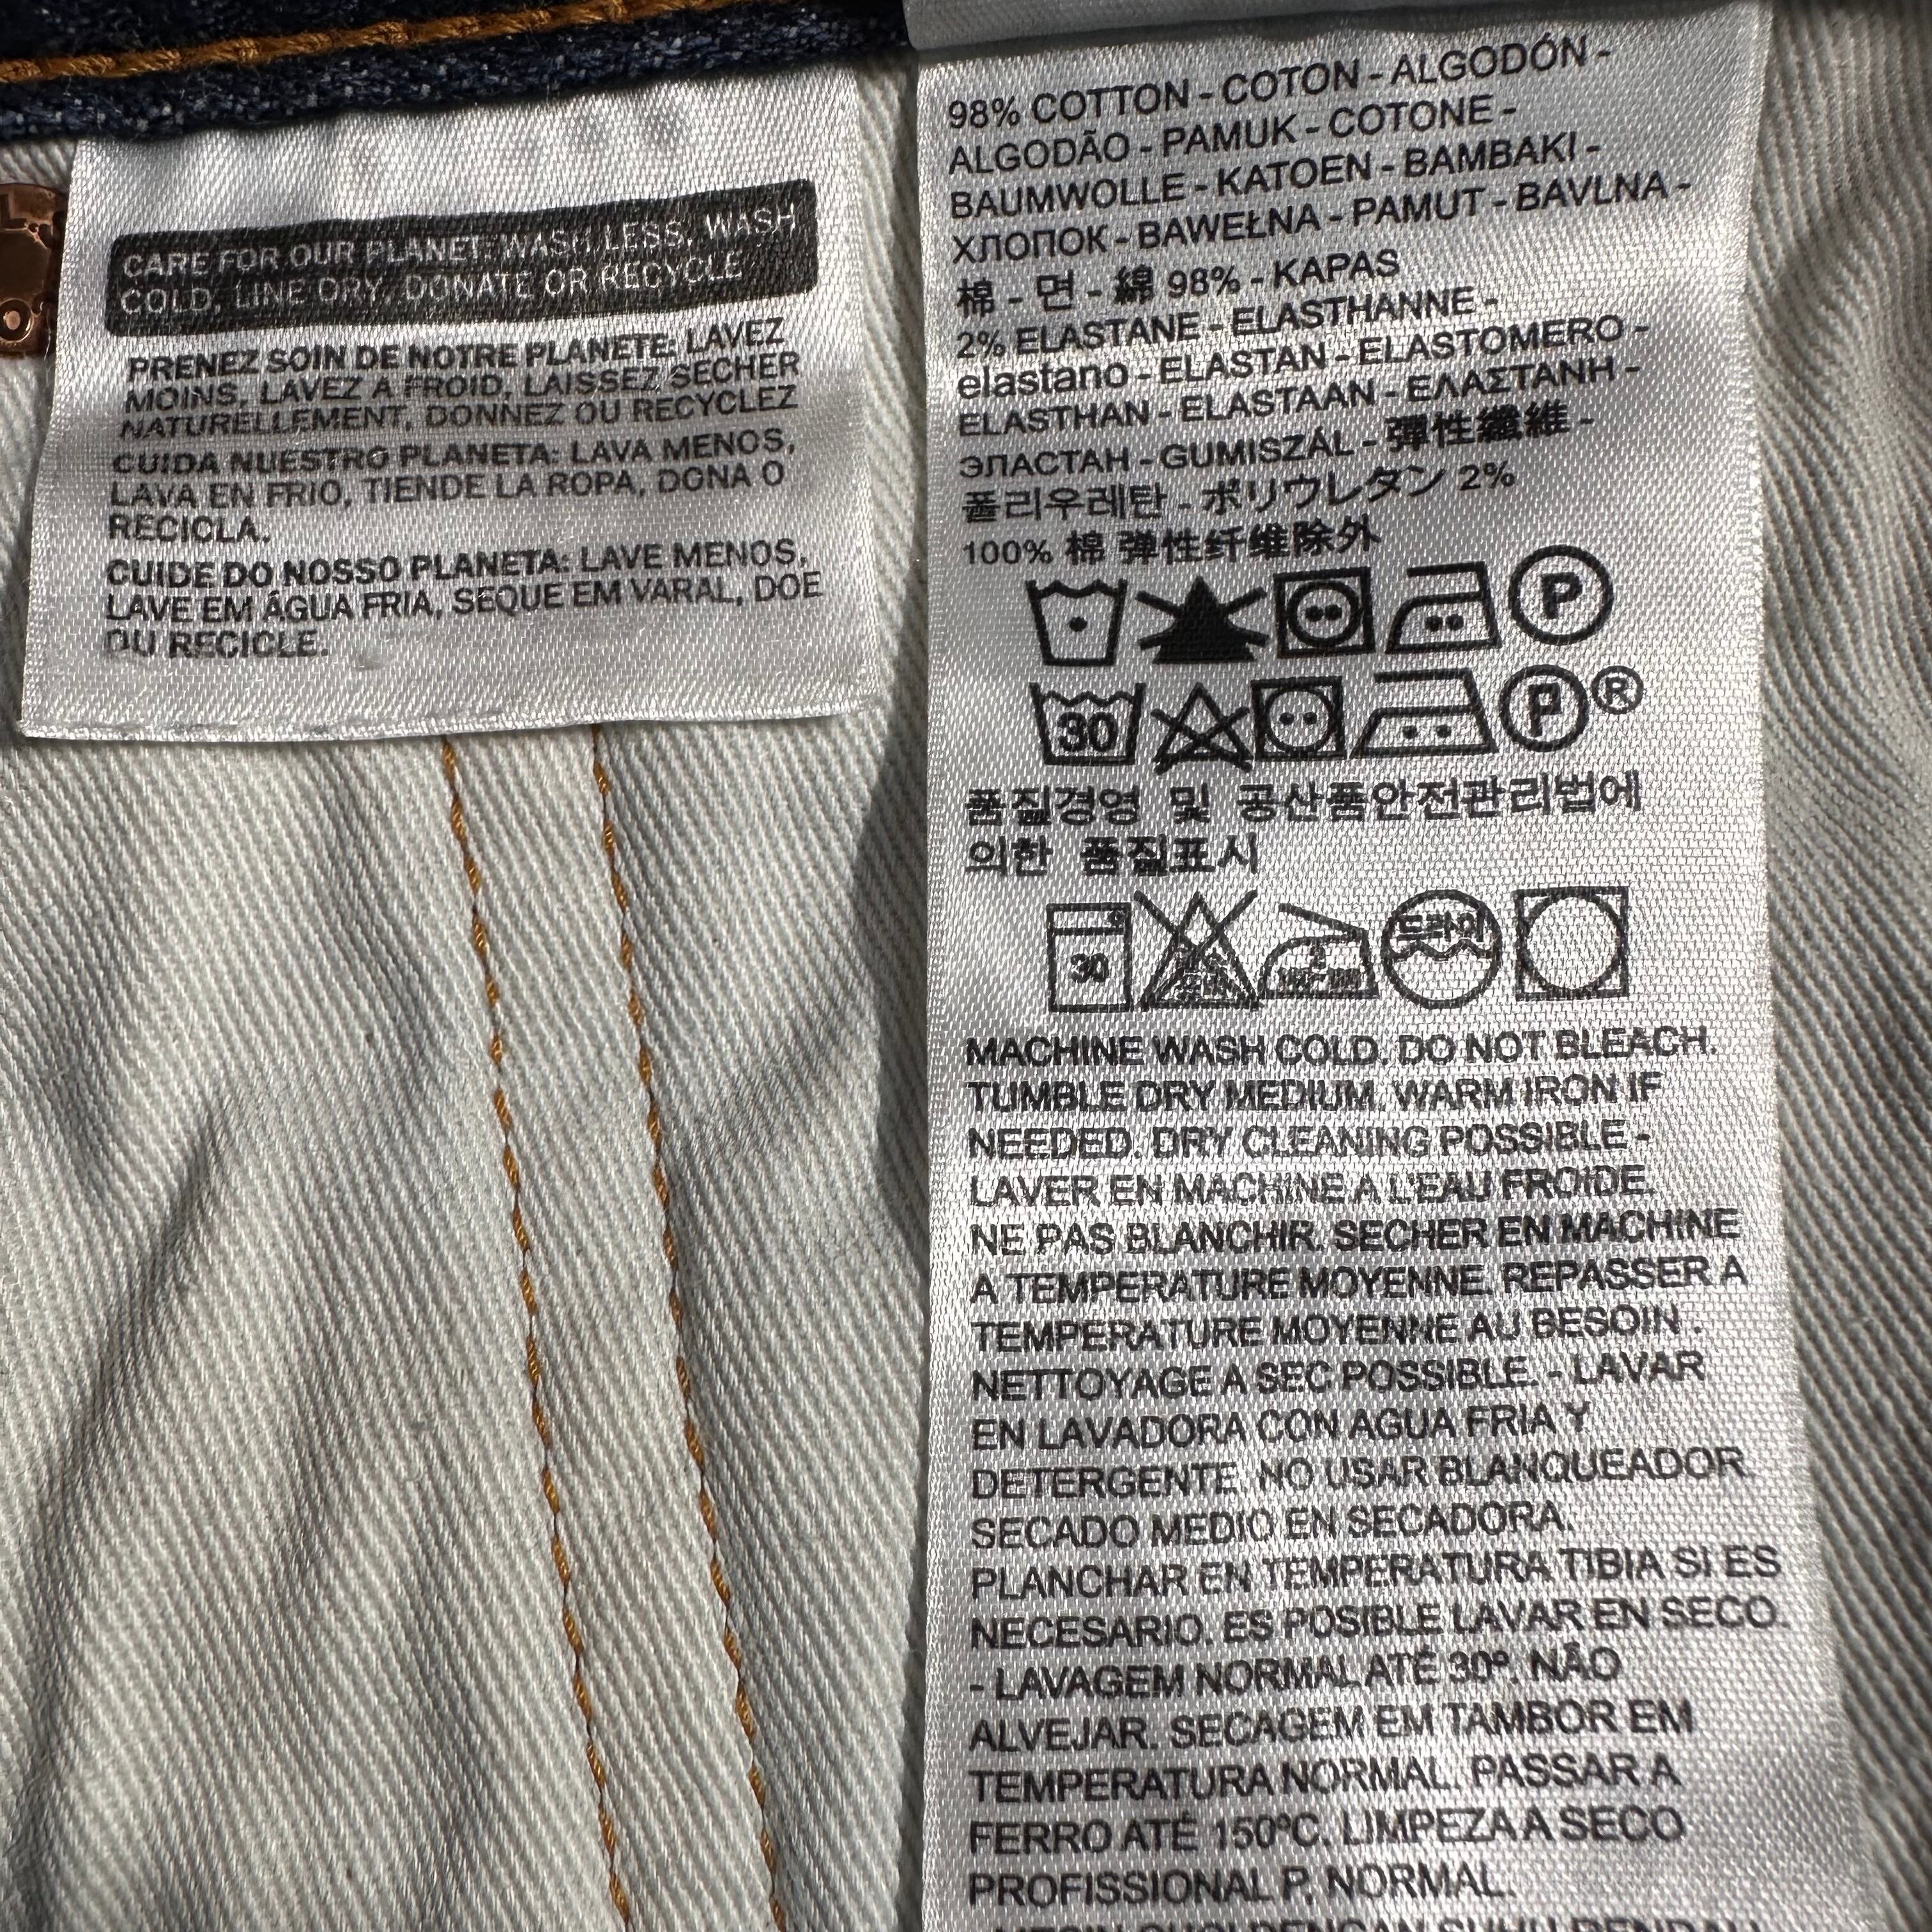 CARE FOR OUR PLANET: WASH LESS, WASH
COLD, LINE DRY, DONATE OR RECYCLE
PRENEZ SOIN DE NOTRE PLANETE: LAVEZ
MOINS, LAVEZ A FROID, LAISSEZ SECHER
NATURELLEMENT, DONNEZ OU RECYCLEZ
CUIDA NUESTRO PLANETA: LAVA MENOS,
LAVA EN FRIO, TIENDE LA ROPA, DONA O
RECICLA.
CUIDE DO NOSSO PLANETA: LAVE MENOS,
LAVE EM ÁGUA FRIA, SEQUE EM VARAL, DOE
OU RECICLE.
98% COTTON - COTON - ALGODÓN -
ALGODÃO - PAMUK - COTONE -
BAUMWOLLE - KATOEN - BAMBAKI -
ХЛОПОК - BAWEŁNA - PAMUT - BAVLNA -
棉 - 면 - 綿 98% - KAPAS
2% ELASTANE - ELASTHANNE -
elastano - ELASTAN - ELASTOMERO -
ELASTHAN - ELASTAAN - ΕΛΑΣΤΑΝΗ -
ЭЛАСТАН - GUMISZÁL - 彈性纖維 -
폴리우레탄 - ポリウレタン 2%
100% 棉 弹性纤维除外
P
30 P ®
품질경영 및 공산품안전관리법에
의한 품질표시
30 드라이
MACHINE WASH COLD. DO NOT BLEACH.
TUMBLE DRY MEDIUM. WARM IRON IF
NEEDED. DRY CLEANING POSSIBLE -
LAVER EN MACHINE A L'EAU FROIDE.
NE PAS BLANCHIR. SECHER EN MACHINE
A TEMPERATURE MOYENNE. REPASSER A
TEMPERATURE MOYENNE AU BESOIN .
NETTOYAGE A SEC POSSIBLE. - LAVAR
EN LAVADORA CON AGUA FRIA Y
DETERGENTE. NO USAR BLANQUEADOR.
SECADO MEDIO EN SECADORA.
PLANCHAR EN TEMPERATURA TIBIA SI ES
NECESARIO. ES POSIBLE LAVAR EN SECO.
- LAVAGEM NORMAL ATÉ 30º. NÃO
ALVEJAR. SECAGEM EM TAMBOR EM
TEMPERATURA NORMAL. PASSAR A
FERRO ATÉ 150ºC. LIMPEZA A SECO
PROFISSIONAL P, NORMAL.